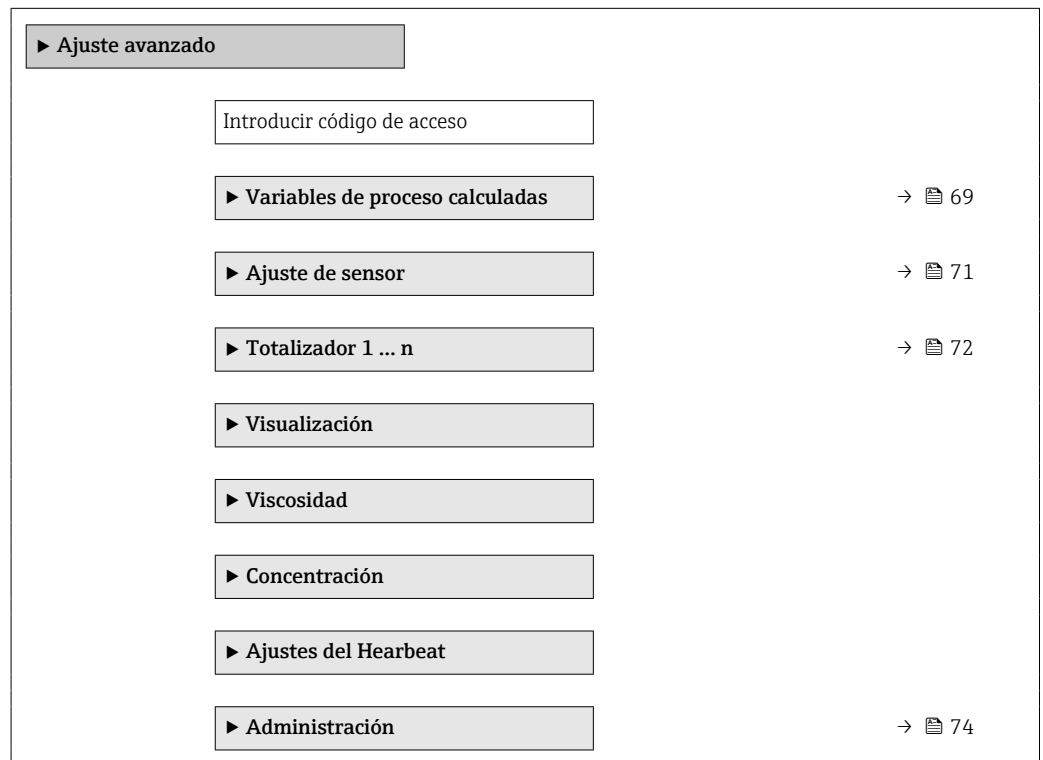 ▶ Ajuste avanzado
Introducir código de acceso
▶ Variables de proceso calculadas → 69
▶ Ajuste de sensor → 71
▶ Totalizador 1 … n → 72
▶ Visualización
▶ Viscosidad
▶ Concentración
▶ Ajustes del Hearbeat
▶ Administración → 74